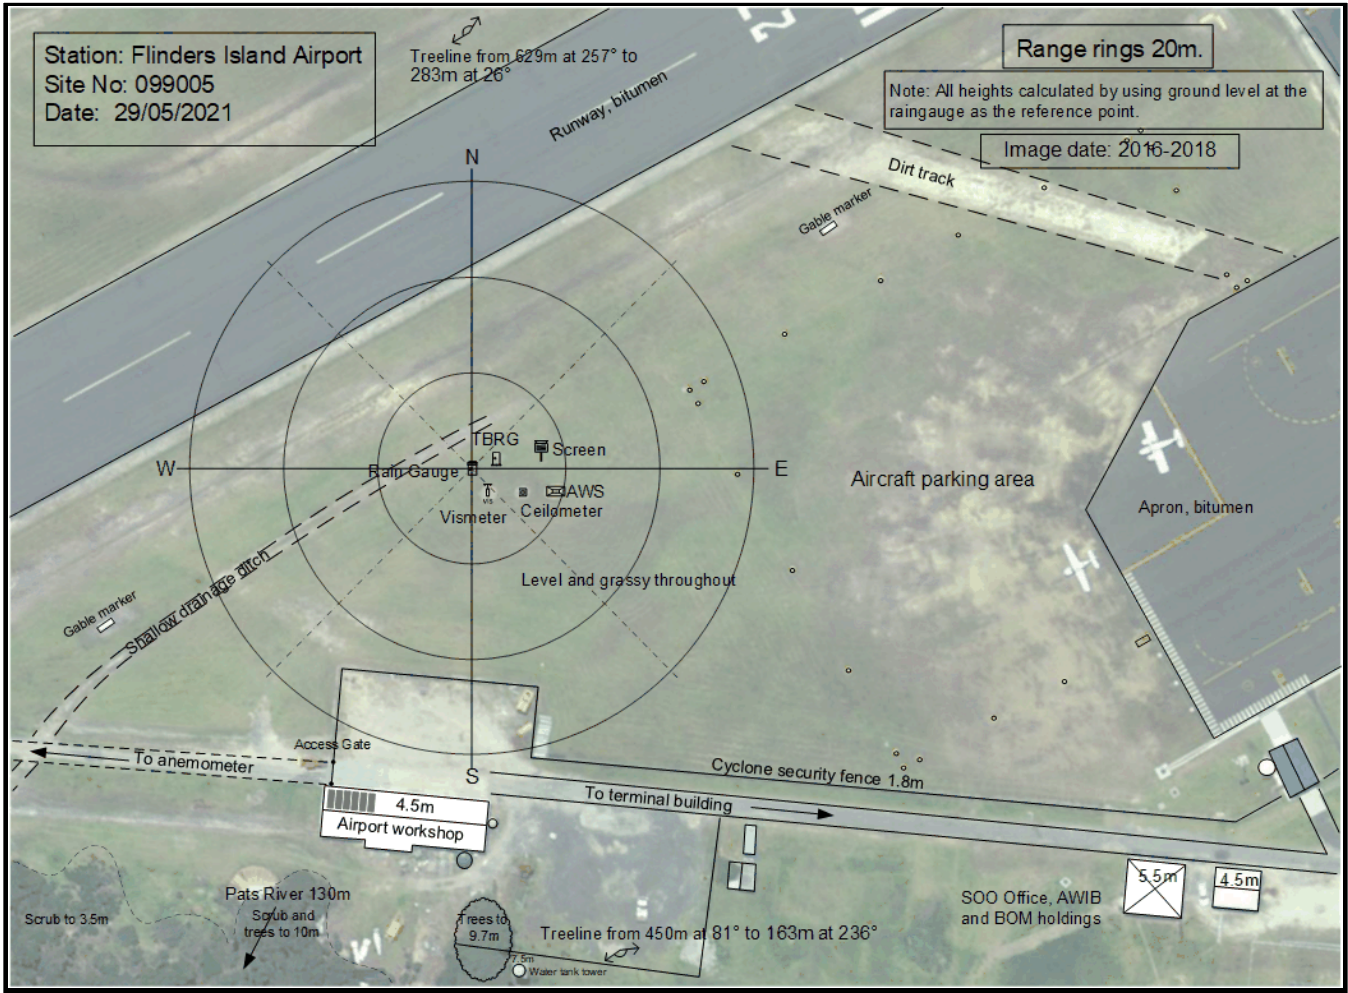 Station: Flinders Island Airport
Site No: 099005
Date: 29/05/2021
Treeline from 629m at 257° to
283m at 26°
Range rings 20m.
Note: All heights calculated by using ground level at the
raingauge as the reference point.
Image date: 2016-2018
Runway, bitumen
Dirt track
Gable marker
N
TBRG
Screen
W
Rain Gauge
E
AWS
Vismeter
VIS
Ceilometer
Aircraft parking area
Apron, bitumen
Level and grassy throughout
Shallow drainage ditch
Gable marker
Access Gate
To anemometer
S
Cyclone security fence 1.8m
To terminal building
4.5m
Airport workshop
Pats River 130m
Scrub to 3.5m
Scrub and
trees to 10m
Trees to
9.7m
Treeline from 450m at 81° to 163m at 236°
7.5m
Water tank tower
SOO Office, AWIB
and BOM holdings
5.5m
4.5m